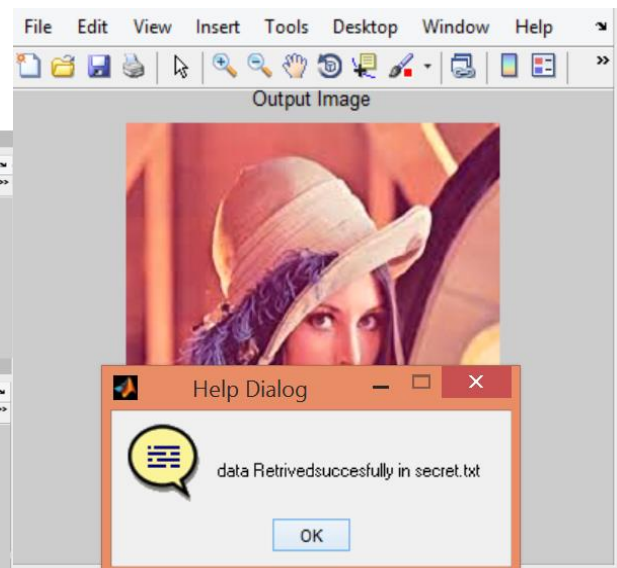 File Edit View Insert Tools Desktop Window Help
Output Image
Help Dialog
data Retrivedsuccesfully in secret.txt
OK